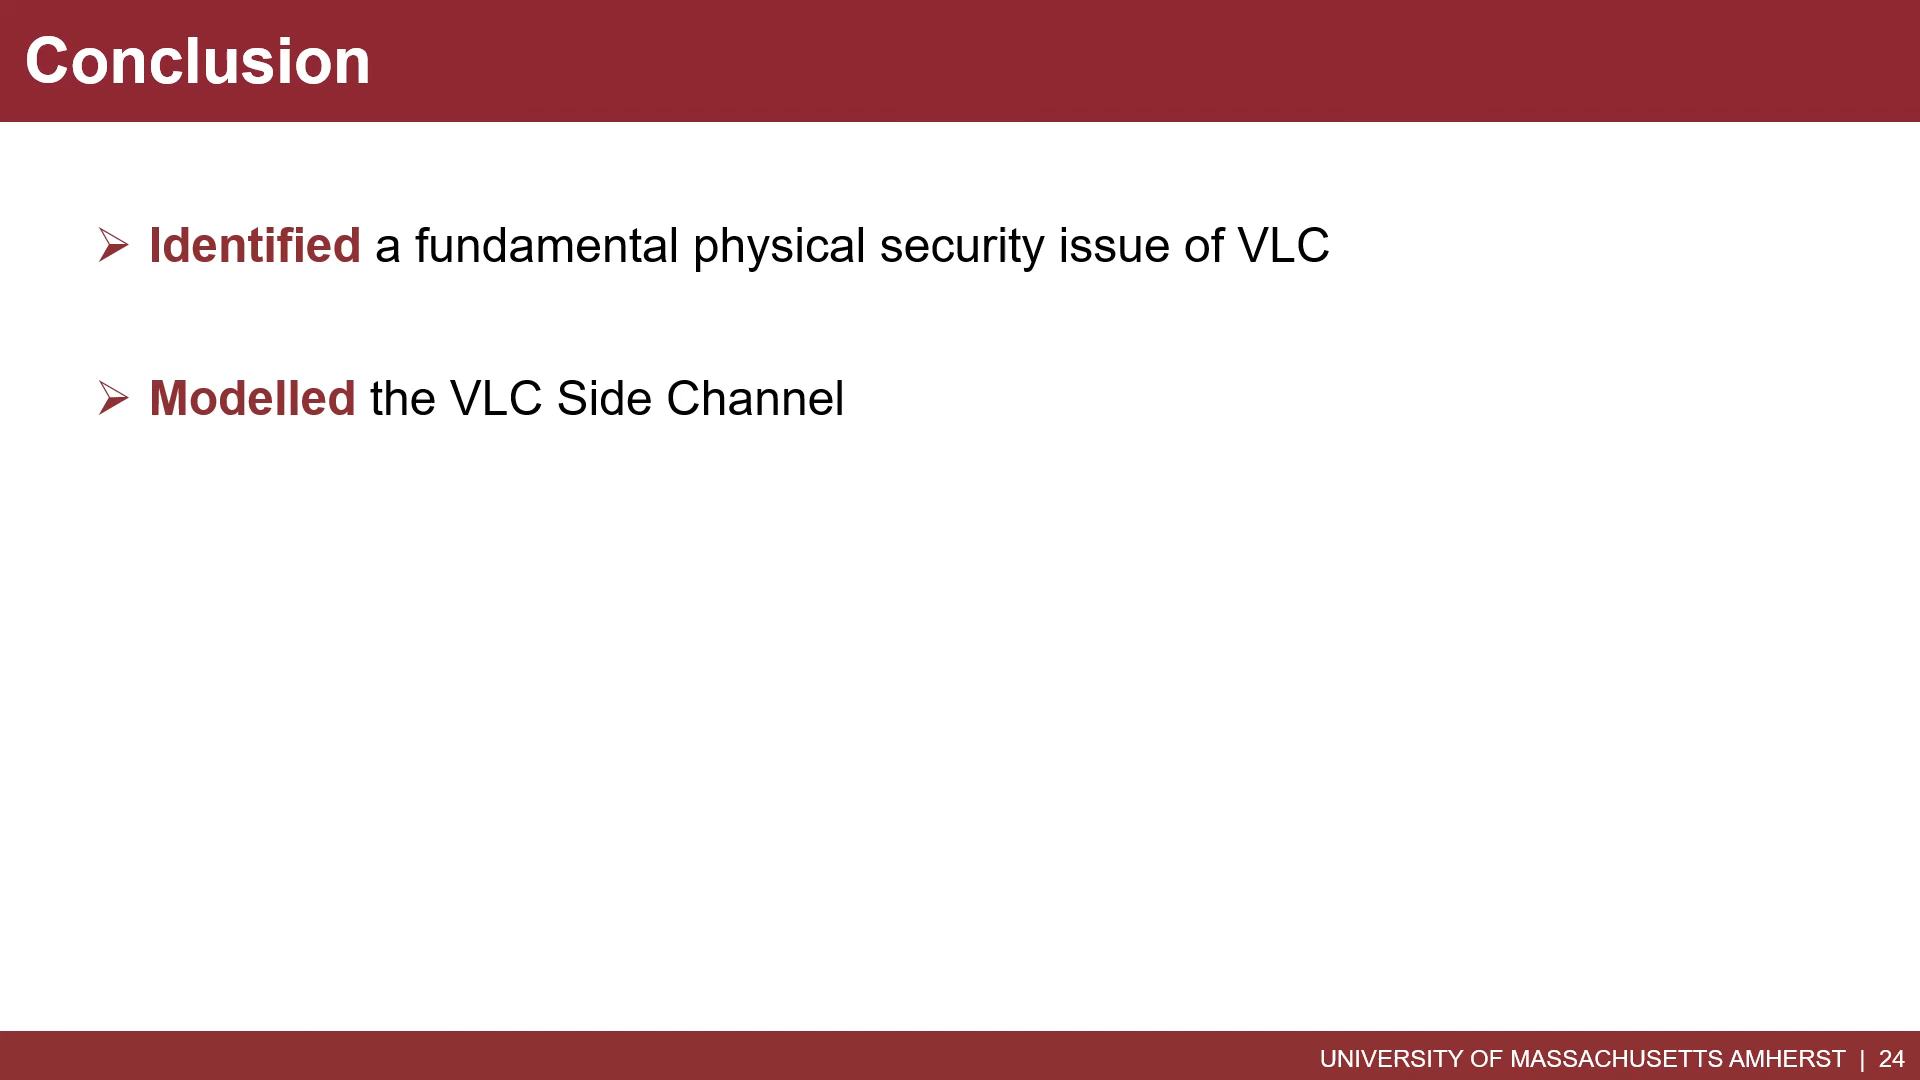 Conclusion
Identified a fundamental physical security issue of VLC
Modelled the VLC Side Channel
UNIVERSITY OF MASSACHUSETTS AMHERST | 24